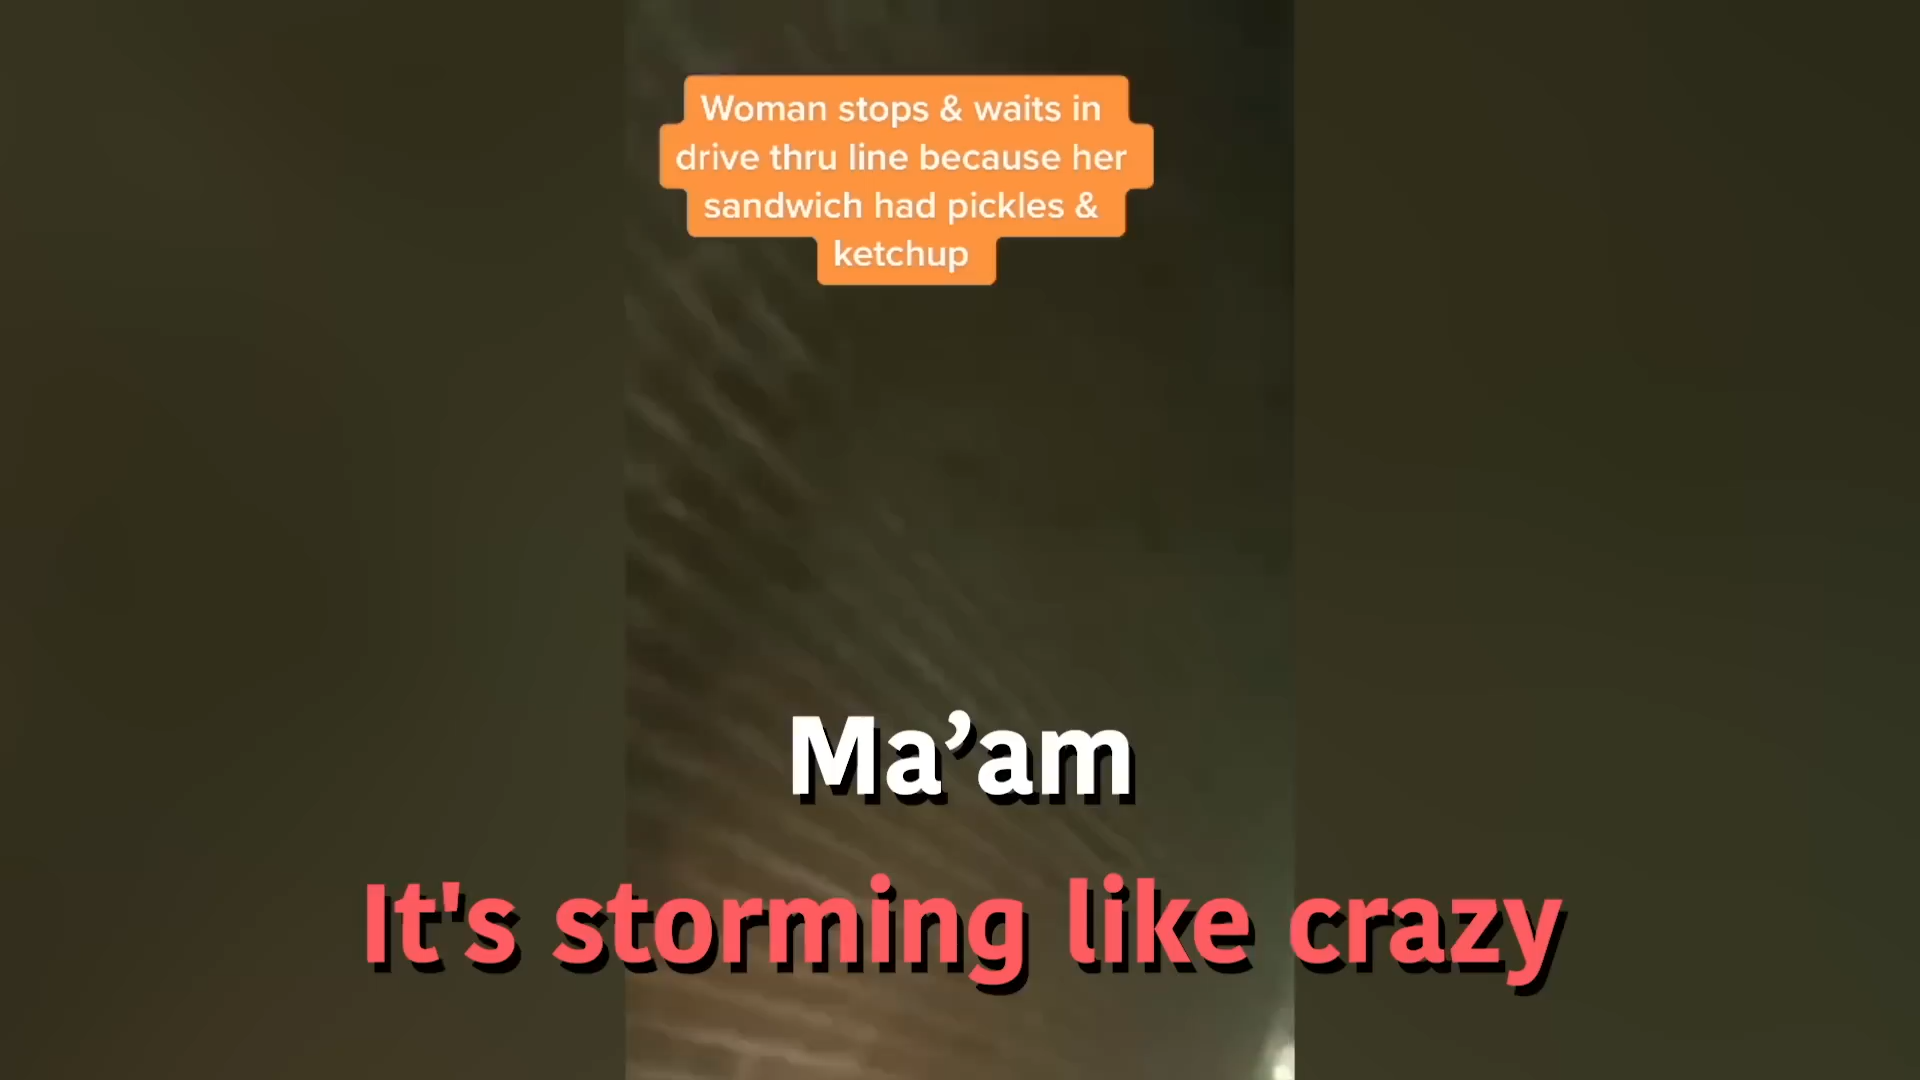 Woman stops & waits in
drive thru line because her
sandwich had pickles &
ketchup
Ma’am
It's storming like crazy